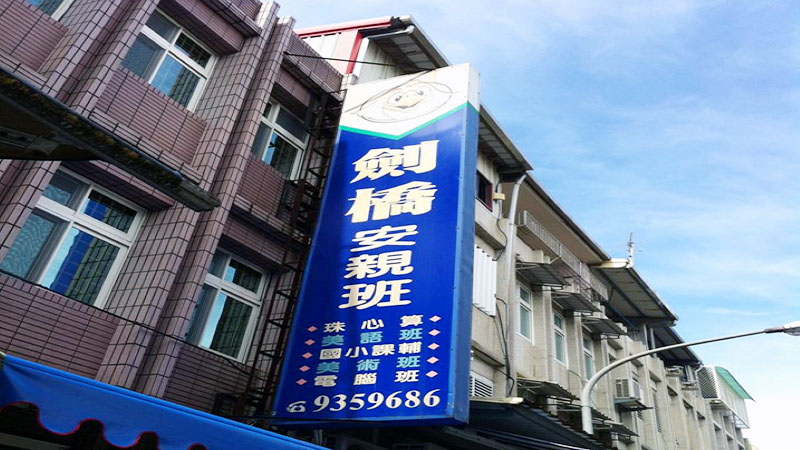 劍橋
安親班
珠心算
美語班
國小課輔
美術班
電腦班
☎9359686